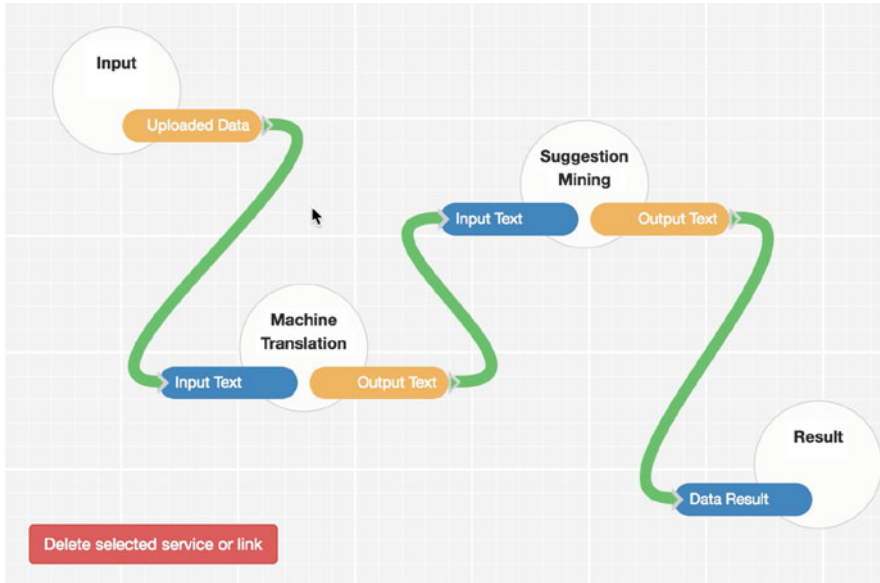 Input
Uploaded Data
Suggestion
Mining
Input Text
Output Text
Machine
Translation
Input Text
Output Text
Result
Data Result
Delete selected service or link